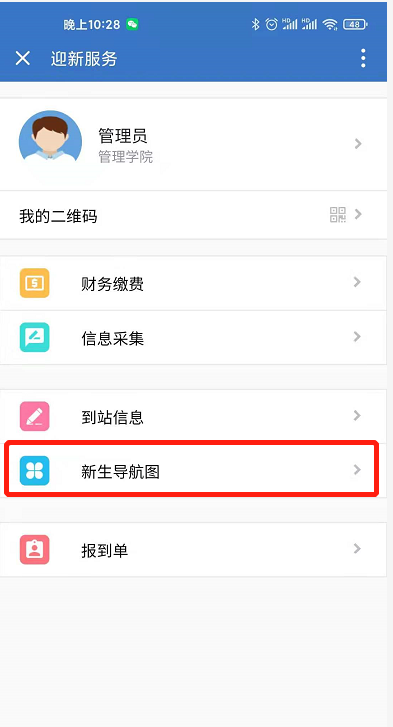 晚上10:28
HD HD 48
迎新服务
管理员
管理学院
我的二维码
财务缴费
信息采集
到站信息
新生导航图
报到单